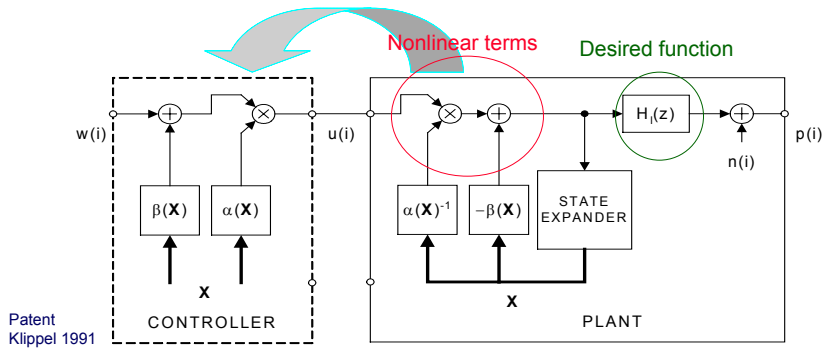 Nonlinear terms
Desired function
w(i)
+
×
u(i)
×
+
H_l(z)
+
p(i)
n(i)
β(X)
α(X)
α(X)⁻¹
-β(X)
STATE
EXPANDER
X
X
CONTROLLER
PLANT
Patent
Klippel 1991